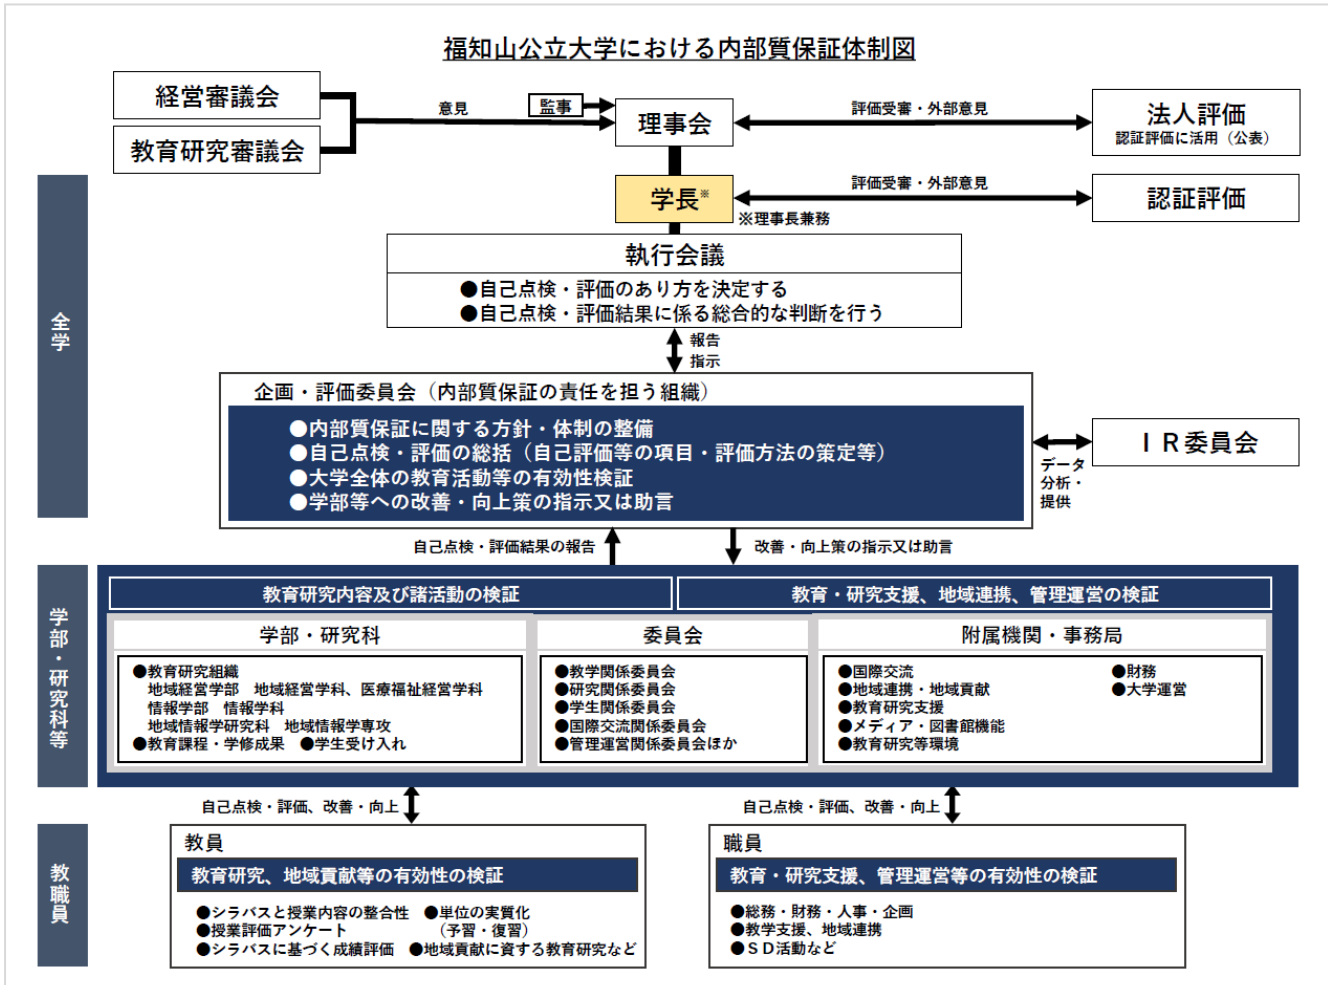 福知山公立大学における内部質保証体制図
経営審議会
教育研究審議会
意見
監事
理事会
評価受審・外部意見
法人評価
認証評価に活用（公表）
学長※
評価受審・外部意見
認証評価
※理事長兼務
執行会議
●自己点検・評価のあり方を決定する
●自己点検・評価結果に係る総合的な判断を行う
全学
報告
指示
企画・評価委員会（内部質保証の責任を担う組織）
●内部質保証に関する方針・体制の整備
●自己点検・評価の総括（自己評価等の項目・評価方法の策定等）
●大学全体の教育活動等の有効性検証
●学部等への改善・向上策の指示又は助言
ＩＲ委員会
データ
分析・
提供
自己点検・評価結果の報告
改善・向上策の指示又は助言
学部・研究科等
教育研究内容及び諸活動の検証
教育・研究支援、地域連携、管理運営の検証
学部・研究科
●教育研究組織
地域経営学部　地域経営学科、医療福祉経営学科
情報学部　情報学科
地域情報学研究科　地域情報学専攻
●教育課程・学修成果　●学生受け入れ
委員会
●教学関係委員会
●研究関係委員会
●学生関係委員会
●国際交流関係委員会
●管理運営関係委員会ほか
附属機関・事務局
●国際交流
●地域連携・地域貢献
●教育研究支援
●メディア・図書館機能
●教育研究等環境
●財務
●大学運営
自己点検・評価、改善・向上
自己点検・評価、改善・向上
教職員
教員
教育研究、地域貢献等の有効性の検証
●シラバスと授業内容の整合性　●単位の実質化
●授業評価アンケート　（予習・復習）
●シラバスに基づく成績評価　●地域貢献に資する教育研究など
職員
教育・研究支援、管理運営等の有効性の検証
●総務・財務・人事・企画
●教学支援、地域連携
●ＳＤ活動など